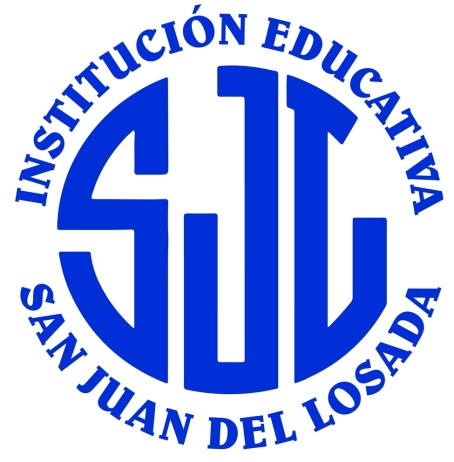 INSTITUCIÓN EDUCATIVA
SJL
SAN JUAN DEL LOSADA